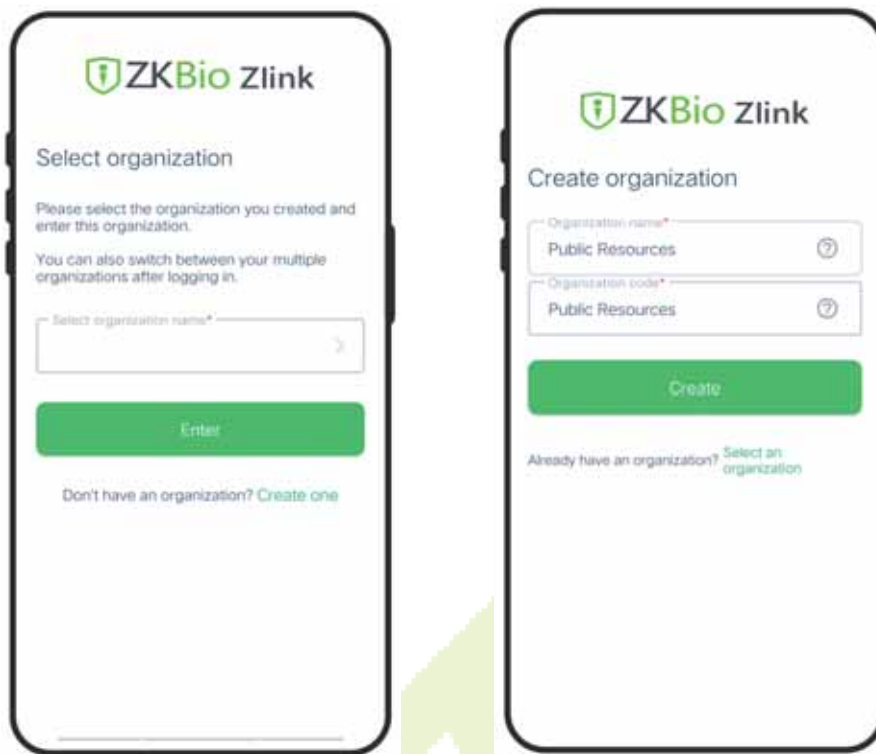 ZKBio Zlink
Select organization
Please select the organization you created and
enter this organization.
You can also switch between your multiple
organizations after logging in.
Select organization name*
Enter
Don't have an organization? Create one
ZKBio Zlink
Create organization
Organization name*
Public Resources
Organization code*
Public Resources
Create
Already have an organization? Select an
organization